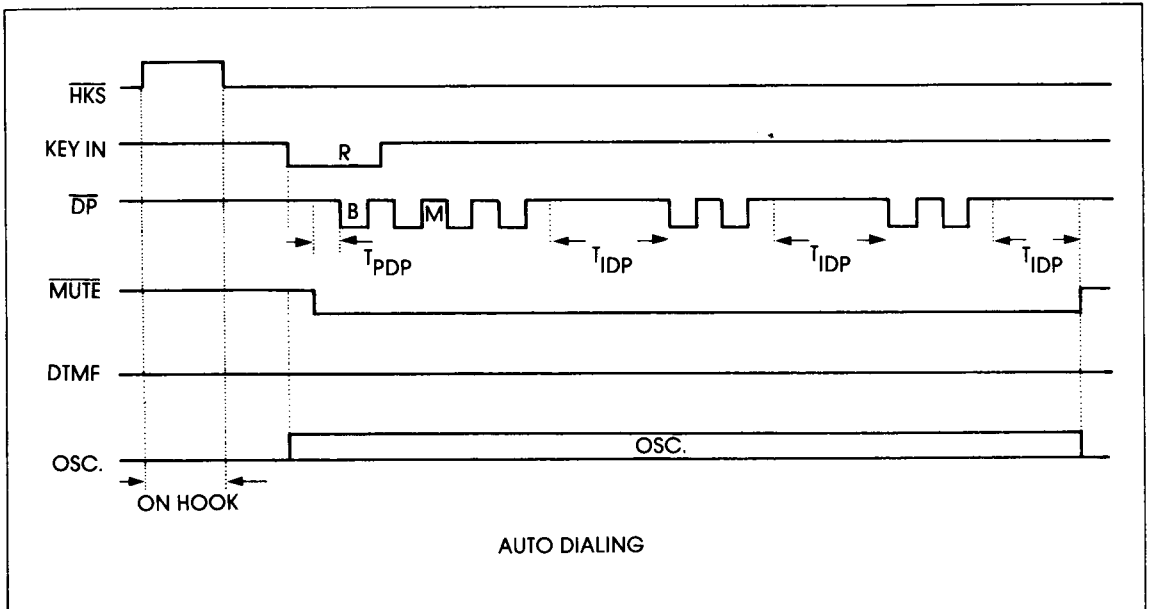 HKS
KEY IN
R
DP
B
M
TPDP
TIDP
TIDP
TIDP
MUTE
DTMF
OSC.
OSC.
ON HOOK
AUTO DIALING